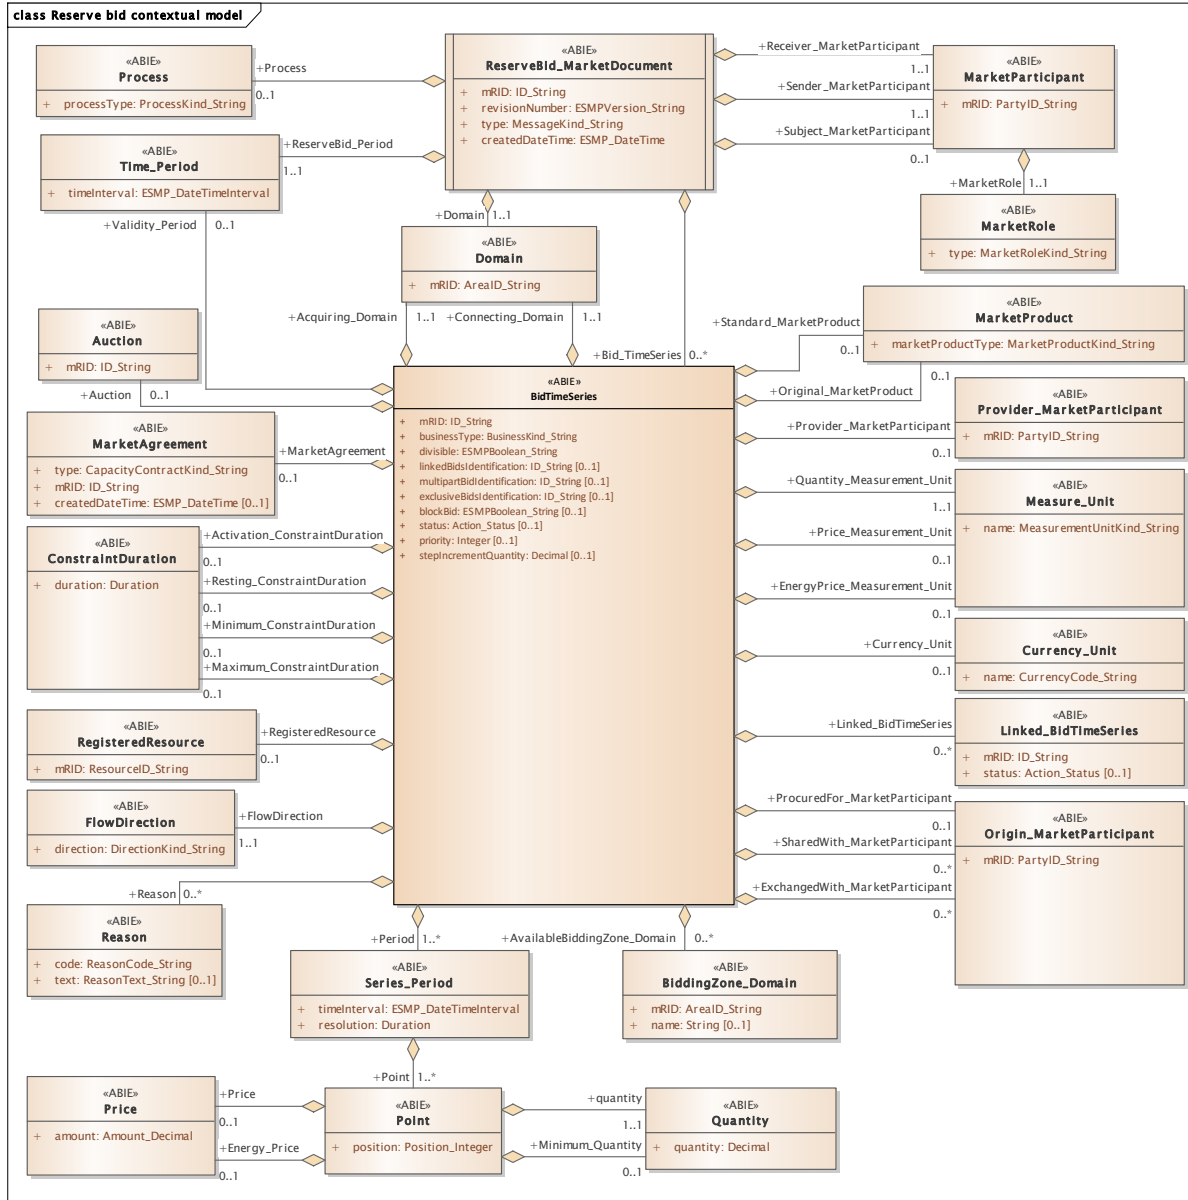 class Reserve bid contextual model
«ABIE»
Process
+ processType: ProcessKind_String
+Process
0..1
«ABIE»
ReserveBid_MarketDocument
+ mRID: ID_String
+ revisionNumber: ESMPVersion_String
+ type: MessageKind_String
+ createdDateTime: ESMP_DateTime
+Receiver_MarketParticipant
1..1
+Sender_MarketParticipant
1..1
+Subject_MarketParticipant
0..1
«ABIE»
MarketParticipant
+ mRID: PartyID_String
+MarketRole 1..1
«ABIE»
MarketRole
+ type: MarketRoleKind_String
«ABIE»
Time_Period
+ timeInterval: ESMP_DateTimeInterval
+ReserveBid_Period
1..1
+Validity_Period 0..1
+Domain 1..1
«ABIE»
Domain
+ mRID: AreaID_String
+Acquiring_Domain 1..1
+Connecting_Domain 1..1
+Bid_TimeSeries 0..*
«ABIE»
Auction
+ mRID: ID_String
+Auction 0..1
«ABIE»
MarketAgreement
+ type: CapacityContractKind_String
+ mRID: ID_String
+ createdDateTime: ESMP_DateTime [0..1]
+MarketAgreement
0..1
«ABIE»
ConstraintDuration
+ duration: Duration
+Activation_ConstraintDuration
0..1
+Resting_ConstraintDuration
0..1
+Minimum_ConstraintDuration
0..1
+Maximum_ConstraintDuration
0..1
«ABIE»
RegisteredResource
+ mRID: ResourceID_String
+RegisteredResource
0..1
«ABIE»
FlowDirection
+ direction: DirectionKind_String
+FlowDirection
1..1
+Reason 0..*
«ABIE»
Reason
+ code: ReasonCode_String
+ text: ReasonText_String [0..1]
«ABIE»
BidTimeSeries
+ mRID: ID_String
+ businessType: BusinessKind_String
+ divisible: ESMPBoolean_String
+ linkedBidsIdentification: ID_String [0..1]
+ multipartBidIdentification: ID_String [0..1]
+ exclusiveBidsIdentification: ID_String [0..1]
+ blockBid: ESMPBoolean_String [0..1]
+ status: Action_Status [0..1]
+ priority: Integer [0..1]
+ stepIncrementQuantity: Decimal [0..1]
+Standard_MarketProduct
0..1
+Original_MarketProduct
0..1
«ABIE»
MarketProduct
+ marketProductType: MarketProductKind_String
+Provider_MarketParticipant
0..1
«ABIE»
Provider_MarketParticipant
+ mRID: PartyID_String
+Quantity_Measurement_Unit
1..1
+Price_Measurement_Unit
0..1
+EnergyPrice_Measurement_Unit
0..1
«ABIE»
Measure_Unit
+ name: MeasurementUnitKind_String
+Currency_Unit
0..1
«ABIE»
Currency_Unit
+ name: CurrencyCode_String
+Linked_BidTimeSeries
0..*
«ABIE»
Linked_BidTimeSeries
+ mRID: ID_String
+ status: Action_Status [0..1]
+ProcuredFor_MarketParticipant
0..1
+SharedWith_MarketParticipant
0..*
+ExchangedWith_MarketParticipant
0..*
«ABIE»
Origin_MarketParticipant
+ mRID: PartyID_String
+Period 1..*
+AvailableBiddingZone_Domain 0..*
«ABIE»
Series_Period
+ timeInterval: ESMP_DateTimeInterval
+ resolution: Duration
«ABIE»
BiddingZone_Domain
+ mRID: AreaID_String
+ name: String [0..1]
+Point 1..*
«ABIE»
Price
+ amount: Amount_Decimal
+Price
0..1
+Energy_Price
0..1
«ABIE»
Point
+ position: Position_Integer
+quantity
1..1
+Minimum_Quantity
0..1
«ABIE»
Quantity
+ quantity: Decimal